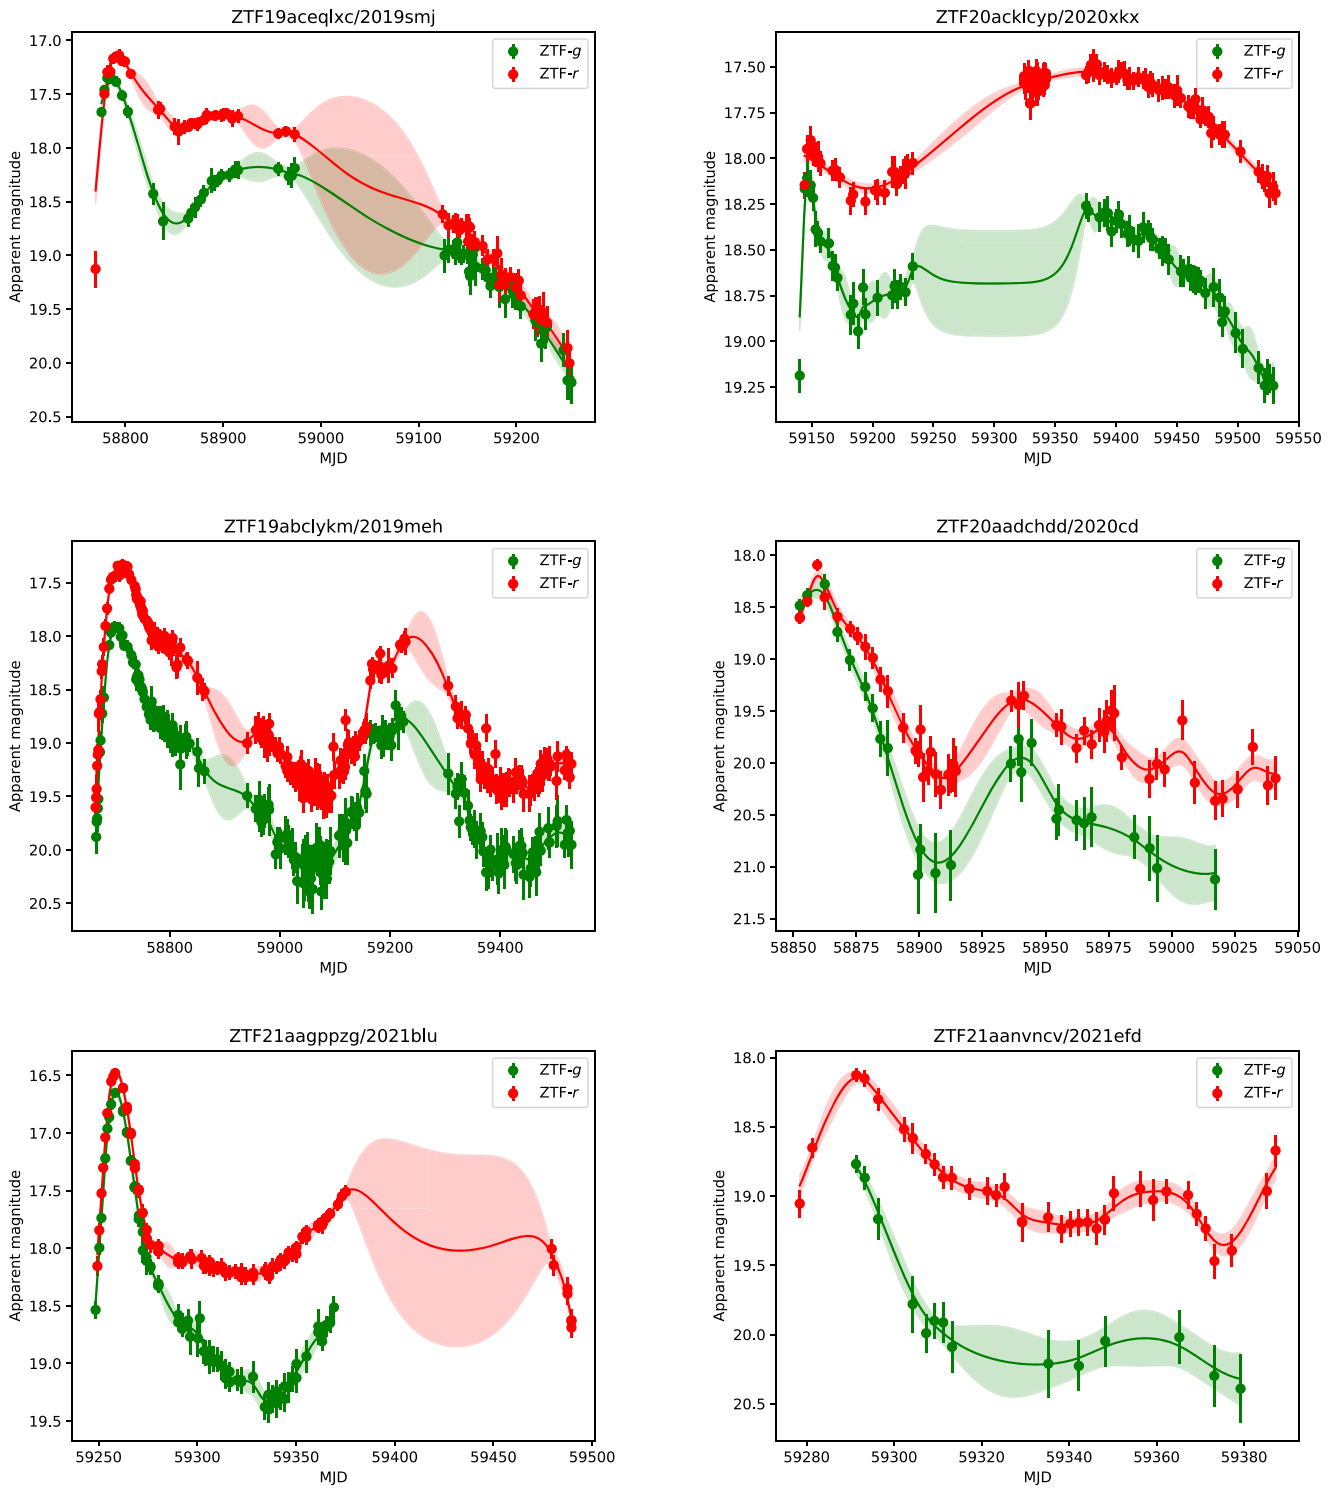 ZTF19aceqlxc/2019smj
ZTF-g
ZTF-r
Apparent magnitude
17.0
17.5
18.0
18.5
19.0
19.5
20.0
20.5
58800 58900 59000 59100 59200
MJD
ZTF20acklcyp/2020xkx
ZTF-g
ZTF-r
Apparent magnitude
17.50
17.75
18.00
18.25
18.50
18.75
19.00
19.25
59150 59200 59250 59300 59350 59400 59450 59500 59550
MJD
ZTF19abclykm/2019meh
ZTF-g
ZTF-r
Apparent magnitude
17.5
18.0
18.5
19.0
19.5
20.0
20.5
58800 59000 59200 59400
MJD
ZTF20aadchdd/2020cd
ZTF-g
ZTF-r
Apparent magnitude
18.0
18.5
19.0
19.5
20.0
20.5
21.0
21.5
58850 58875 58900 58925 58950 58975 59000 59025 59050
MJD
ZTF21aagppzg/2021blu
ZTF-g
ZTF-r
Apparent magnitude
16.5
17.0
17.5
18.0
18.5
19.0
19.5
59250 59300 59350 59400 59450 59500
MJD
ZTF21aanvncv/2021efd
ZTF-g
ZTF-r
Apparent magnitude
18.0
18.5
19.0
19.5
20.0
20.5
59280 59300 59320 59340 59360 59380
MJD